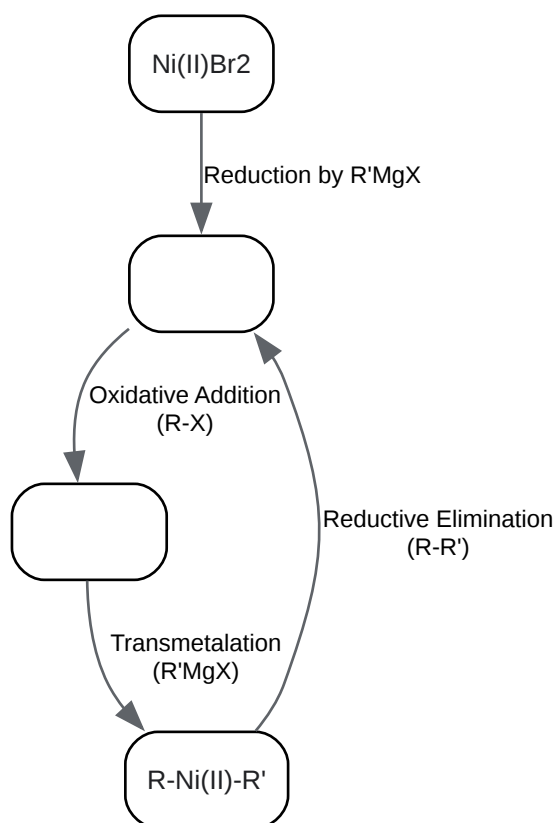 Ni(II)Br2
Reduction by R'MgX
Oxidative Addition
(R-X)
Reductive Elimination
(R-R')
Transmetalation
(R'MgX)
R-Ni(II)-R'